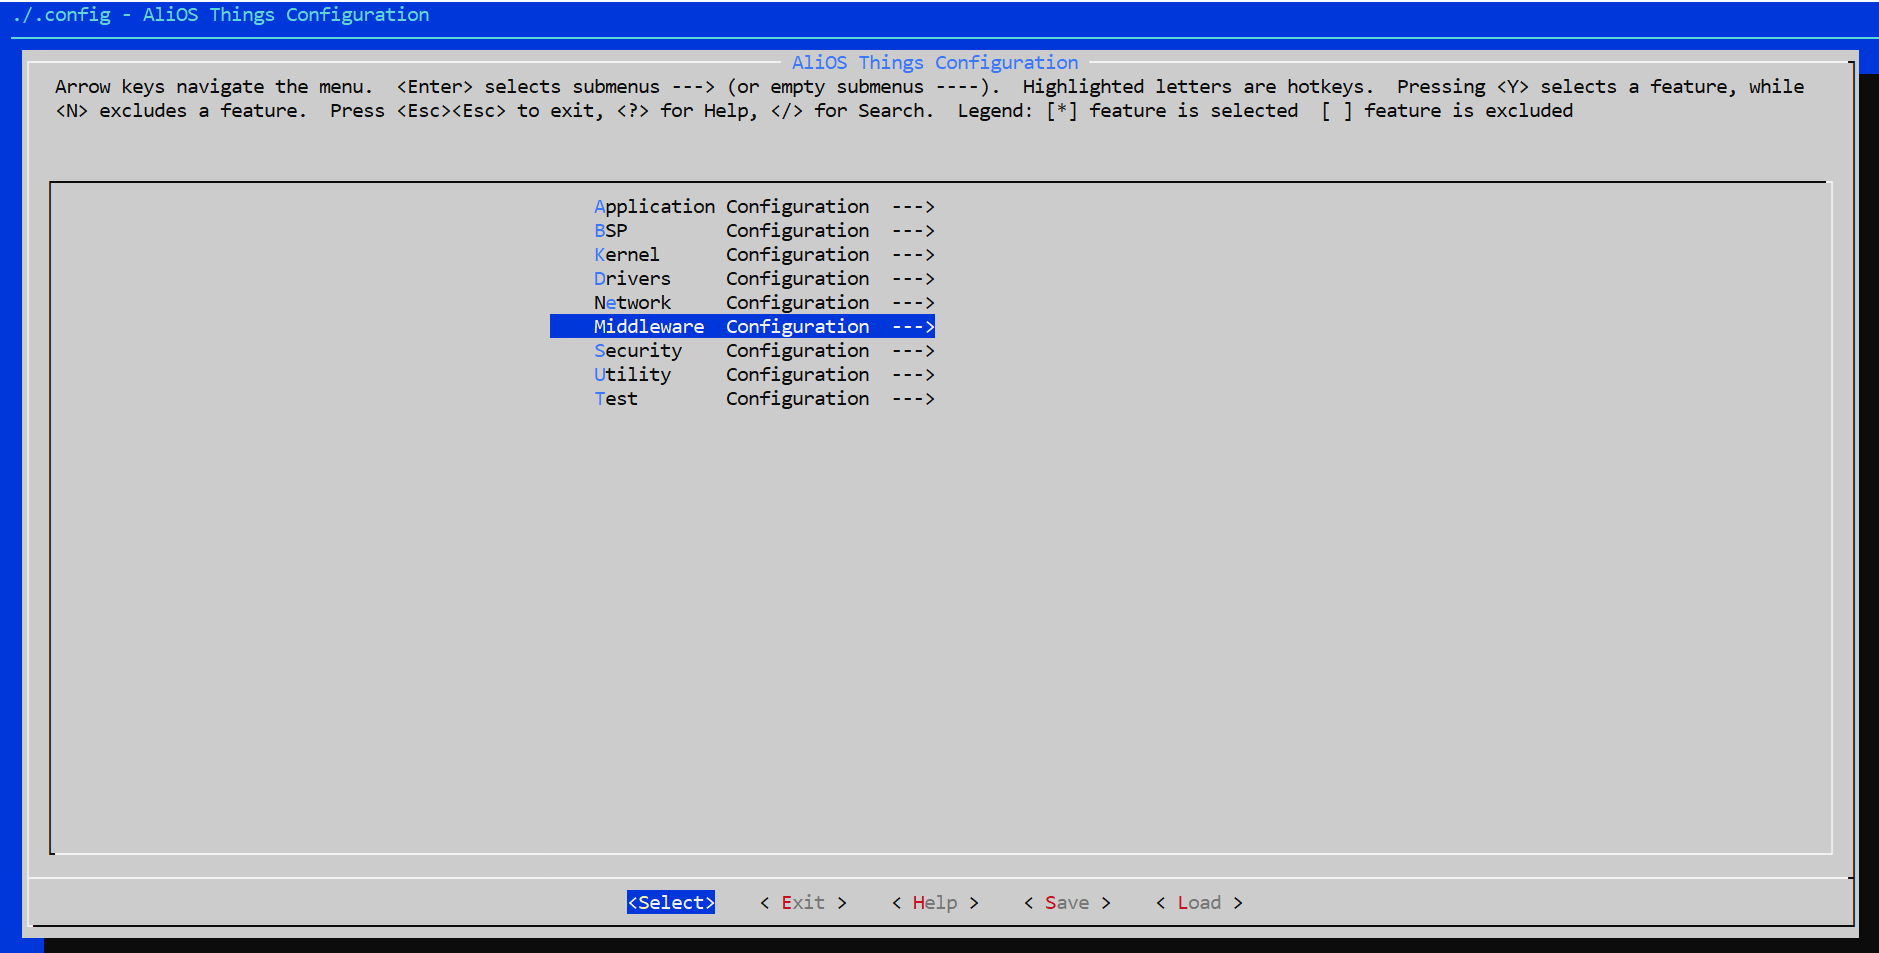 ./.config - AliOS Things Configuration
AliOS Things Configuration
Arrow keys navigate the menu.  <Enter> selects submenus ---> (or empty submenus ----).  Highlighted letters are hotkeys.  Pressing <Y> selects a feature, while
<N> excludes a feature.  Press <Esc><Esc> to exit, <?> for Help, </> for Search.  Legend: [*] feature is selected  [ ] feature is excluded
Application Configuration  --->
BSP         Configuration  --->
Kernel      Configuration  --->
Drivers     Configuration  --->
Network     Configuration  --->
Middleware  Configuration  --->
Security    Configuration  --->
Utility     Configuration  --->
Test        Configuration  --->
<Select>    < Exit >    < Help >    < Save >    < Load >